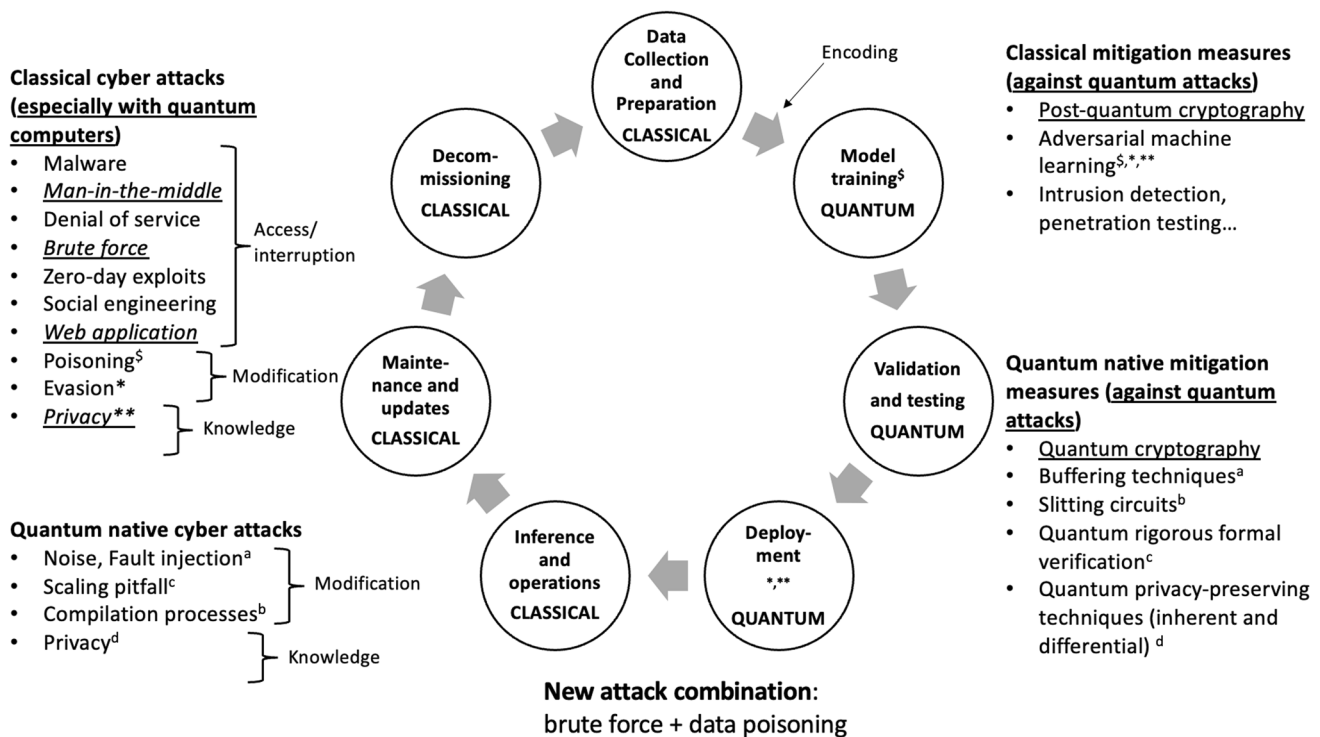 Classical cyber attacks
(especially with quantum
computers)
• Malware
• Man-in-the-middle
• Denial of service
• Brute force
• Zero-day exploits
• Social engineering
• Web application
• Poisoning$
• Evasion*
• Privacy**
Access/
interruption
Modification
Knowledge
Quantum native cyber attacks
• Noise, Fault injectionᵃ
• Scaling pitfallᶜ
• Compilation processesᵇ
• Privacyᵈ
Modification
Knowledge
Data
Collection
and
Preparation
CLASSICAL
Encoding
Model
training$
QUANTUM
Validation
and testing
QUANTUM
Deploy-
ment
*,**
QUANTUM
Inference
and
operations
CLASSICAL
Mainte-
nance and
updates
CLASSICAL
Decom-
missioning
CLASSICAL
New attack combination:
brute force + data poisoning
Classical mitigation measures
(against quantum attacks)
• Post-quantum cryptography
• Adversarial machine
learning$,*,**
• Intrusion detection,
penetration testing…
Quantum native mitigation
measures (against quantum
attacks)
• Quantum cryptography
• Buffering techniquesᵃ
• Slitting circuitsᵇ
• Quantum rigorous formal
verificationᶜ
• Quantum privacy-preserving
techniques (inherent and
differential) ᵈ